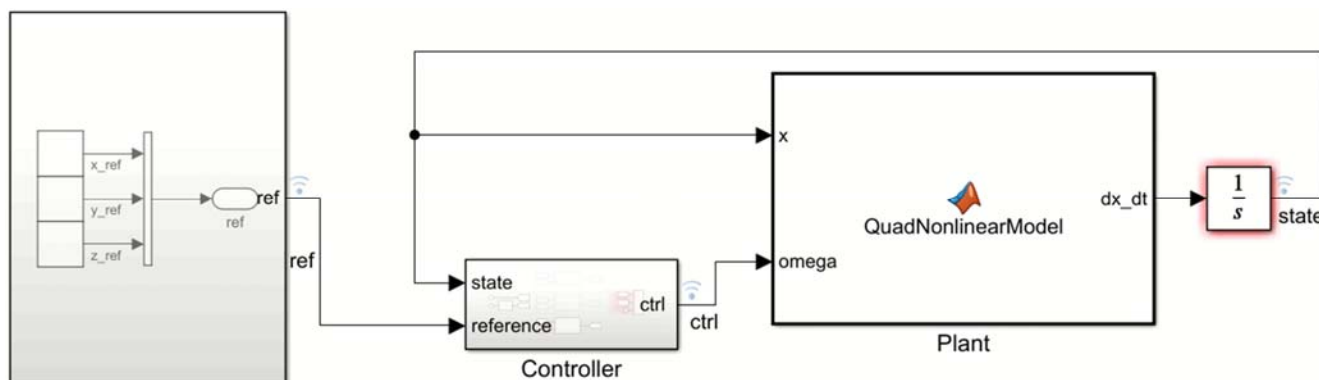 x_ref
y_ref
z_ref
ref
ref
ref
state
reference
ctrl
Controller
ctrl
x
omega
QuadNonlinearModel
dx_dt
Plant
1
s
state